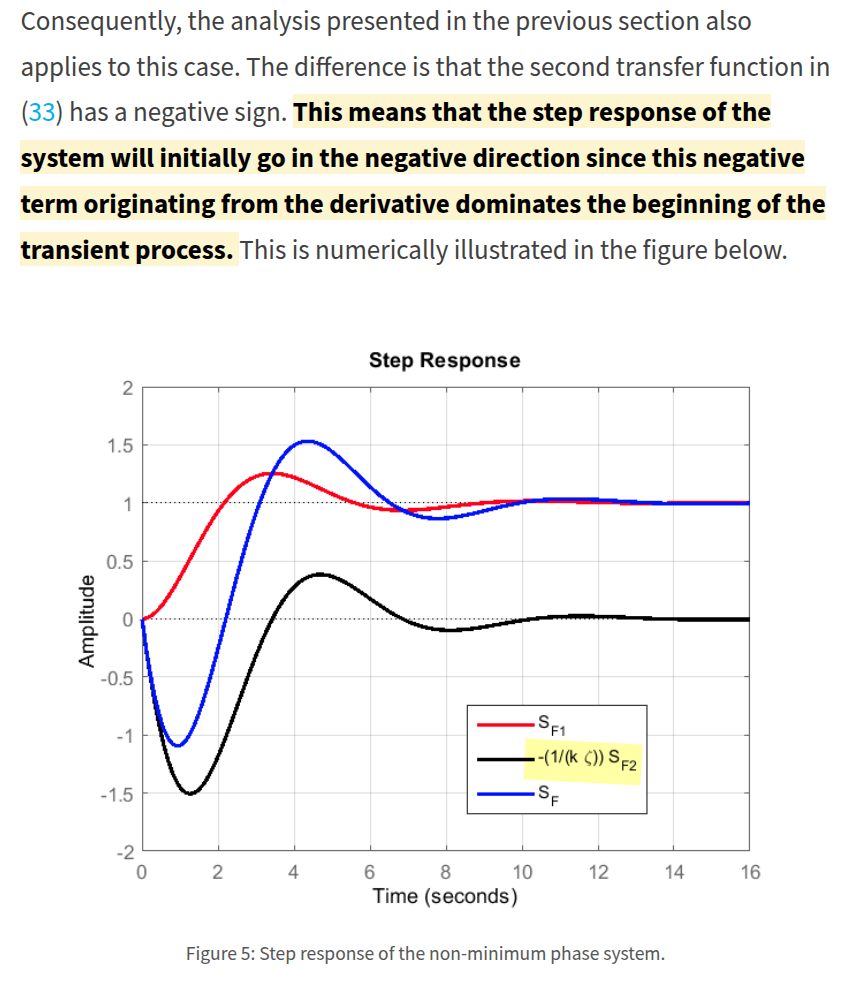 Consequently, the analysis presented in the previous section also
applies to this case. The difference is that the second transfer function in
(33) has a negative sign. This means that the step response of the
system will initially go in the negative direction since this negative
term originating from the derivative dominates the beginning of the
transient process. This is numerically illustrated in the figure below.
Step Response
2
1.5
1
0.5
0
-0.5
-1
-1.5
-2
Amplitude
S_F1
-(1/(k ζ)) S_F2
S_F
0 2 4 6 8 10 12 14 16
Time (seconds)
Figure 5: Step response of the non-minimum phase system.